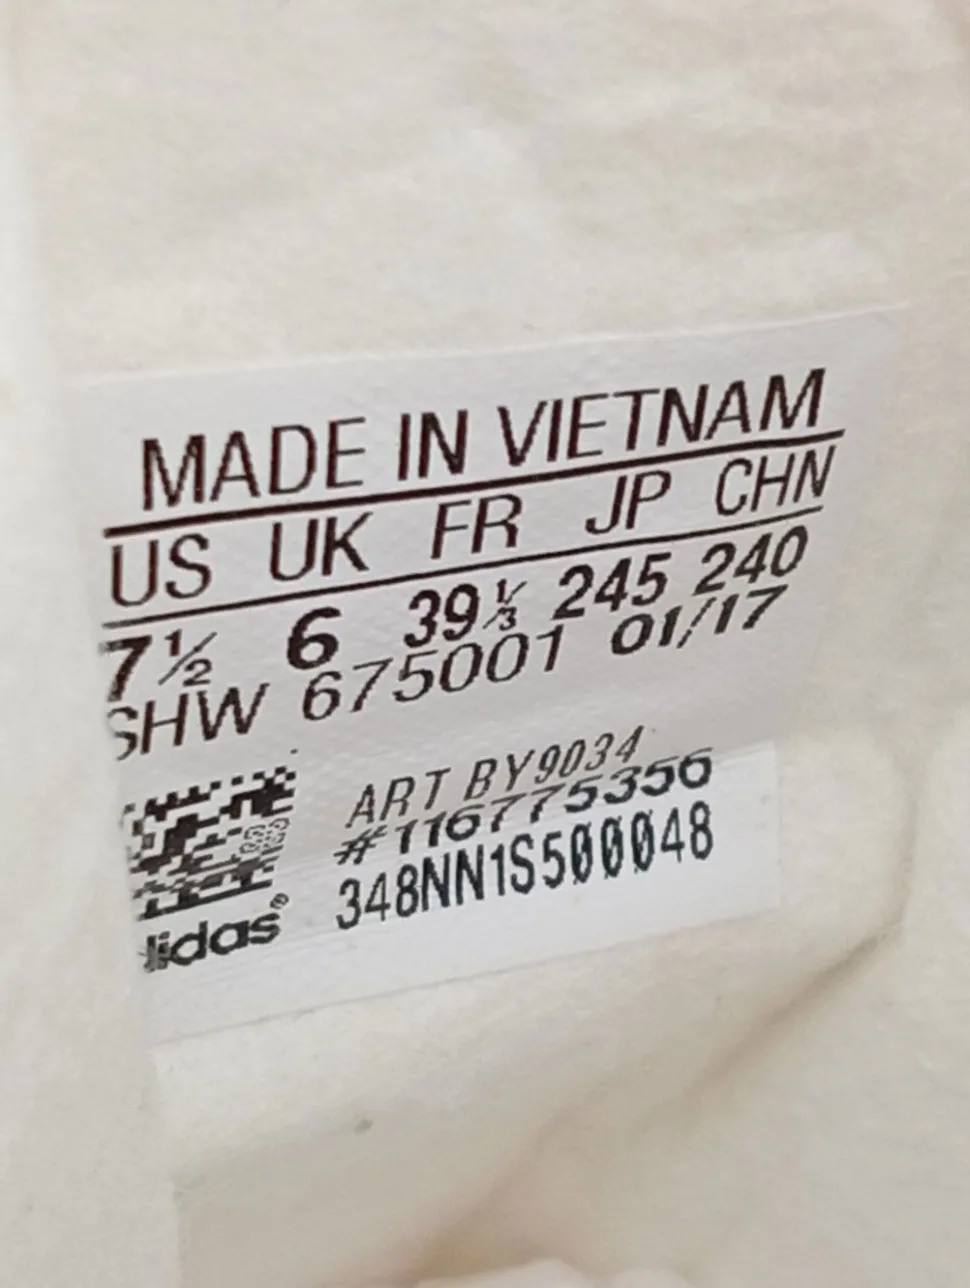 MADE IN VIETNAM
US UK FR JP CHN
7½ 6 39⅓ 245 240
SHW 675001 01/17
ART BY9034
#116775356
348NN1S500048
adidas®